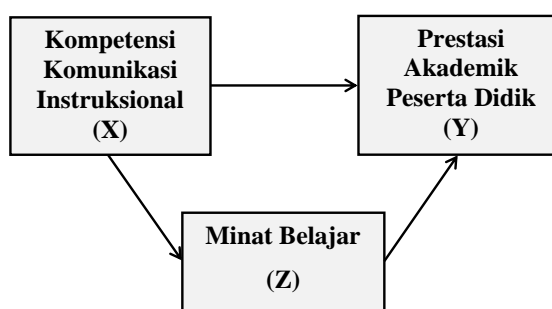 Kompetensi
Komunikasi
Instruksional
(X)
Prestasi
Akademik
Peserta Didik
(Y)
Minat Belajar
(Z)